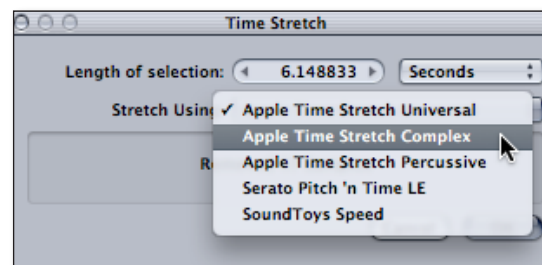 Time Stretch
Length of selection: 6.148833 Seconds
Stretch Using
✓ Apple Time Stretch Universal
Apple Time Stretch Complex
Apple Time Stretch Percussive
Serato Pitch 'n Time LE
SoundToys Speed